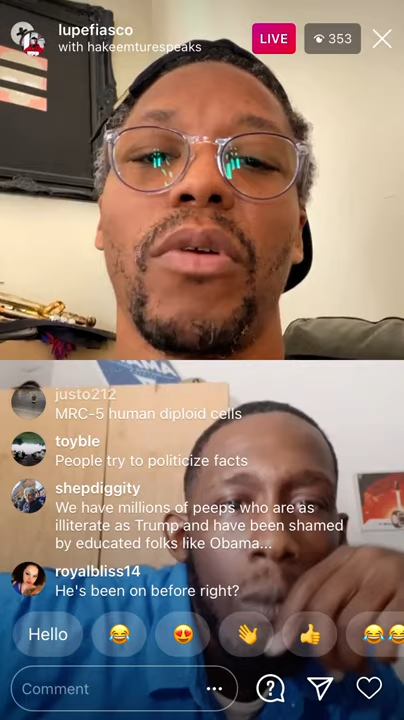 lupefiasco
with hakeemturespeaks
LIVE
353
justo212
MRC-5 human diploid cells
toyble
People try to politicize facts
shepdiggity
We have millions of peeps who are as
illiterate as Trump and have been shamed
by educated folks like Obama...
royalbliss14
He's been on before right?
Hello
Comment